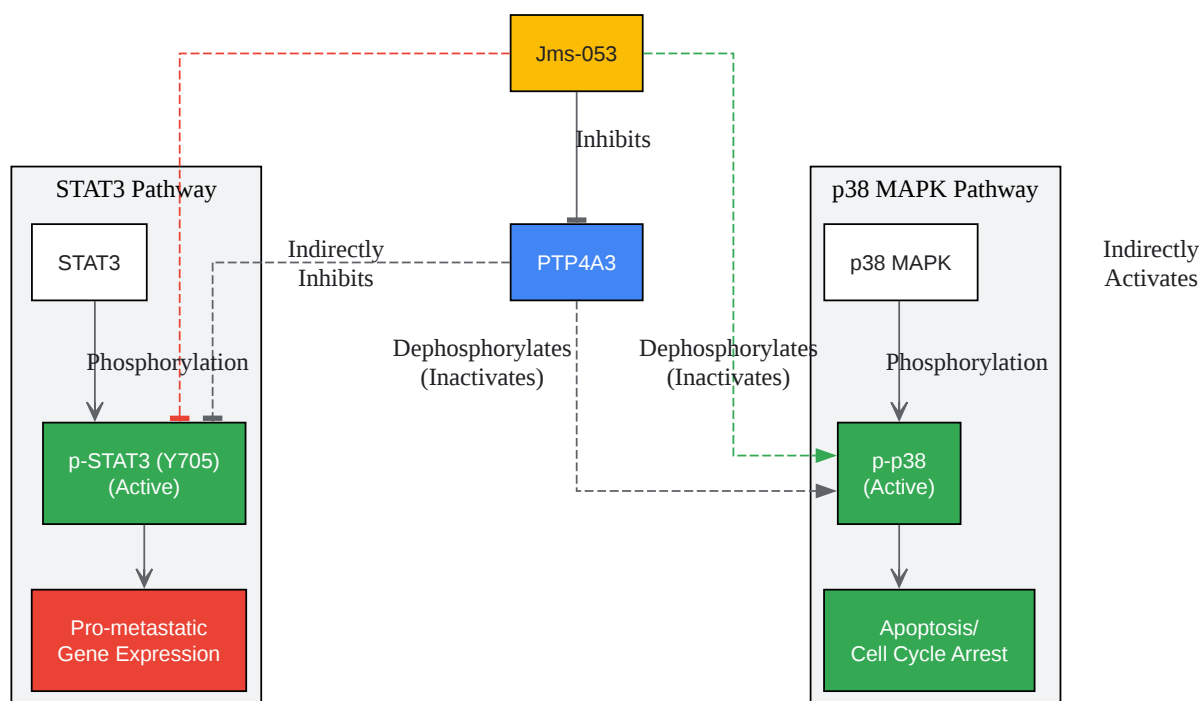 Jms-053
Inhibits
STAT3 Pathway
p38 MAPK Pathway
STAT3
Indirectly
Inhibits
PTP4A3
p38 MAPK
Indirectly
Activates
Phosphorylation
Dephosphorylates
(Inactivates)
Dephosphorylates
(Inactivates)
Phosphorylation
p-STAT3 (Y705)
(Active)
p-p38
(Active)
Pro-metastatic
Gene Expression
Apoptosis/
Cell Cycle Arrest